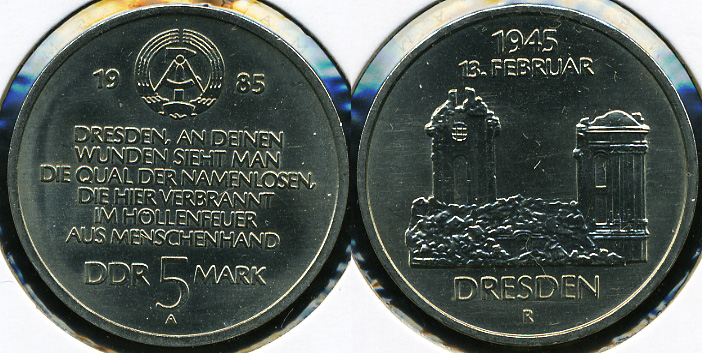 19 85
DRESDEN, AN DEINEN
WUNDEN SIEHT MAN
DIE QUAL DER NAMENLOSEN,
DIE HIER VERBRANNT
IM HÖLLENFEUER
AUS MENSCHENHAND
DDR 5 MARK
A
1945
13. FEBRUAR
DRESDEN
R